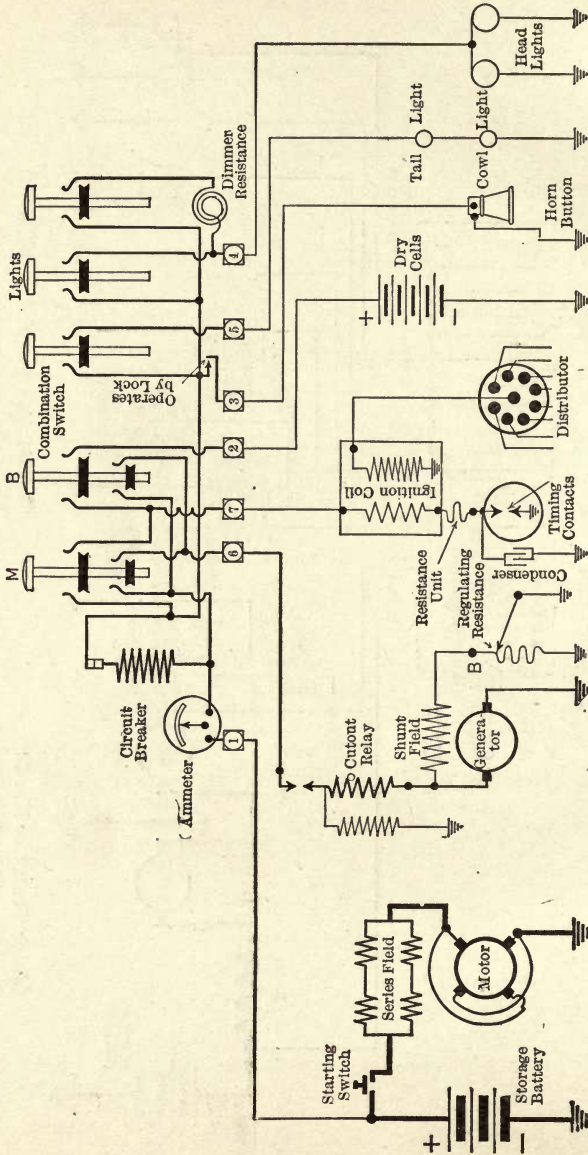 M
B
Lights
Combination
Switch
Circuit
Breaker
Ammeter
Operates
by Lock
Dimmer
Resistance
1
6
7
2
3
5
4
Starting
Switch
Series Field
Motor
+
-
Storage
Battery
Cutout
Relay
Shunt
Field
Genera-
tor
B
Regulating
Resistance
Resistance
Unit
Condenser
Ignition Coil
Timing
Contacts
Distributor
+
-
Dry
Cells
Horn
Button
Tail Light
Cowl Light
Head
Lights